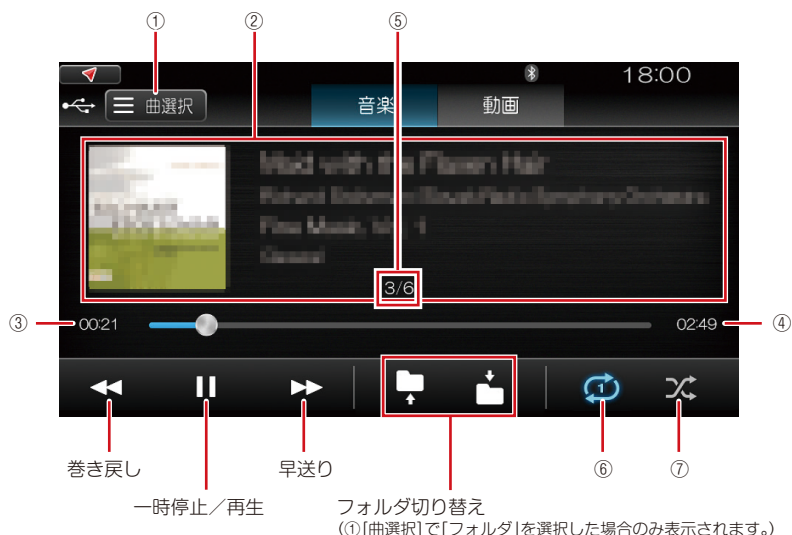 ① ② ⑤
18:00
曲選択 音楽 動画
3/6
③ 00:21 02:49 ④
1
巻き戻し 早送り ⑥ ⑦
一時停止／再生 フォルダ切り替え
（①［曲選択］で［フォルダ］を選択した場合のみ表示されます。）